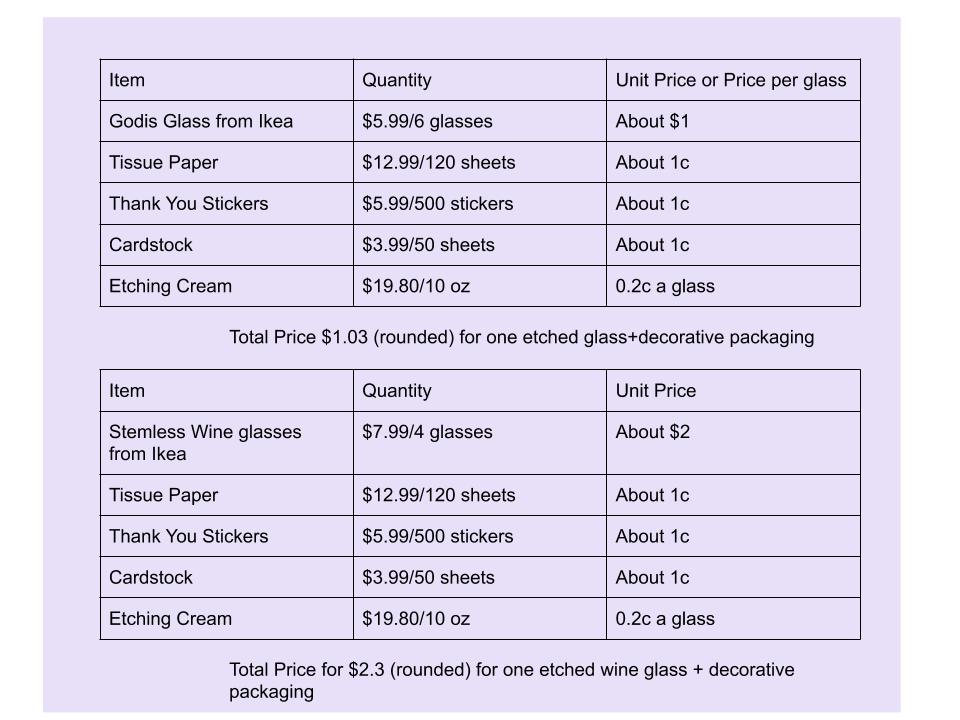 Item Quantity Unit Price or Price per glass
Godis Glass from Ikea $5.99/6 glasses About $1
Tissue Paper $12.99/120 sheets About 1c
Thank You Stickers $5.99/500 stickers About 1c
Cardstock $3.99/50 sheets About 1c
Etching Cream $19.80/10 oz 0.2c a glass
Total Price $1.03 (rounded) for one etched glass+decorative packaging
Item Quantity Unit Price
Stemless Wine glasses $7.99/4 glasses About $2
from Ikea
Tissue Paper $12.99/120 sheets About 1c
Thank You Stickers $5.99/500 stickers About 1c
Cardstock $3.99/50 sheets About 1c
Etching Cream $19.80/10 oz 0.2c a glass
Total Price for $2.3 (rounded) for one etched wine glass + decorative
packaging